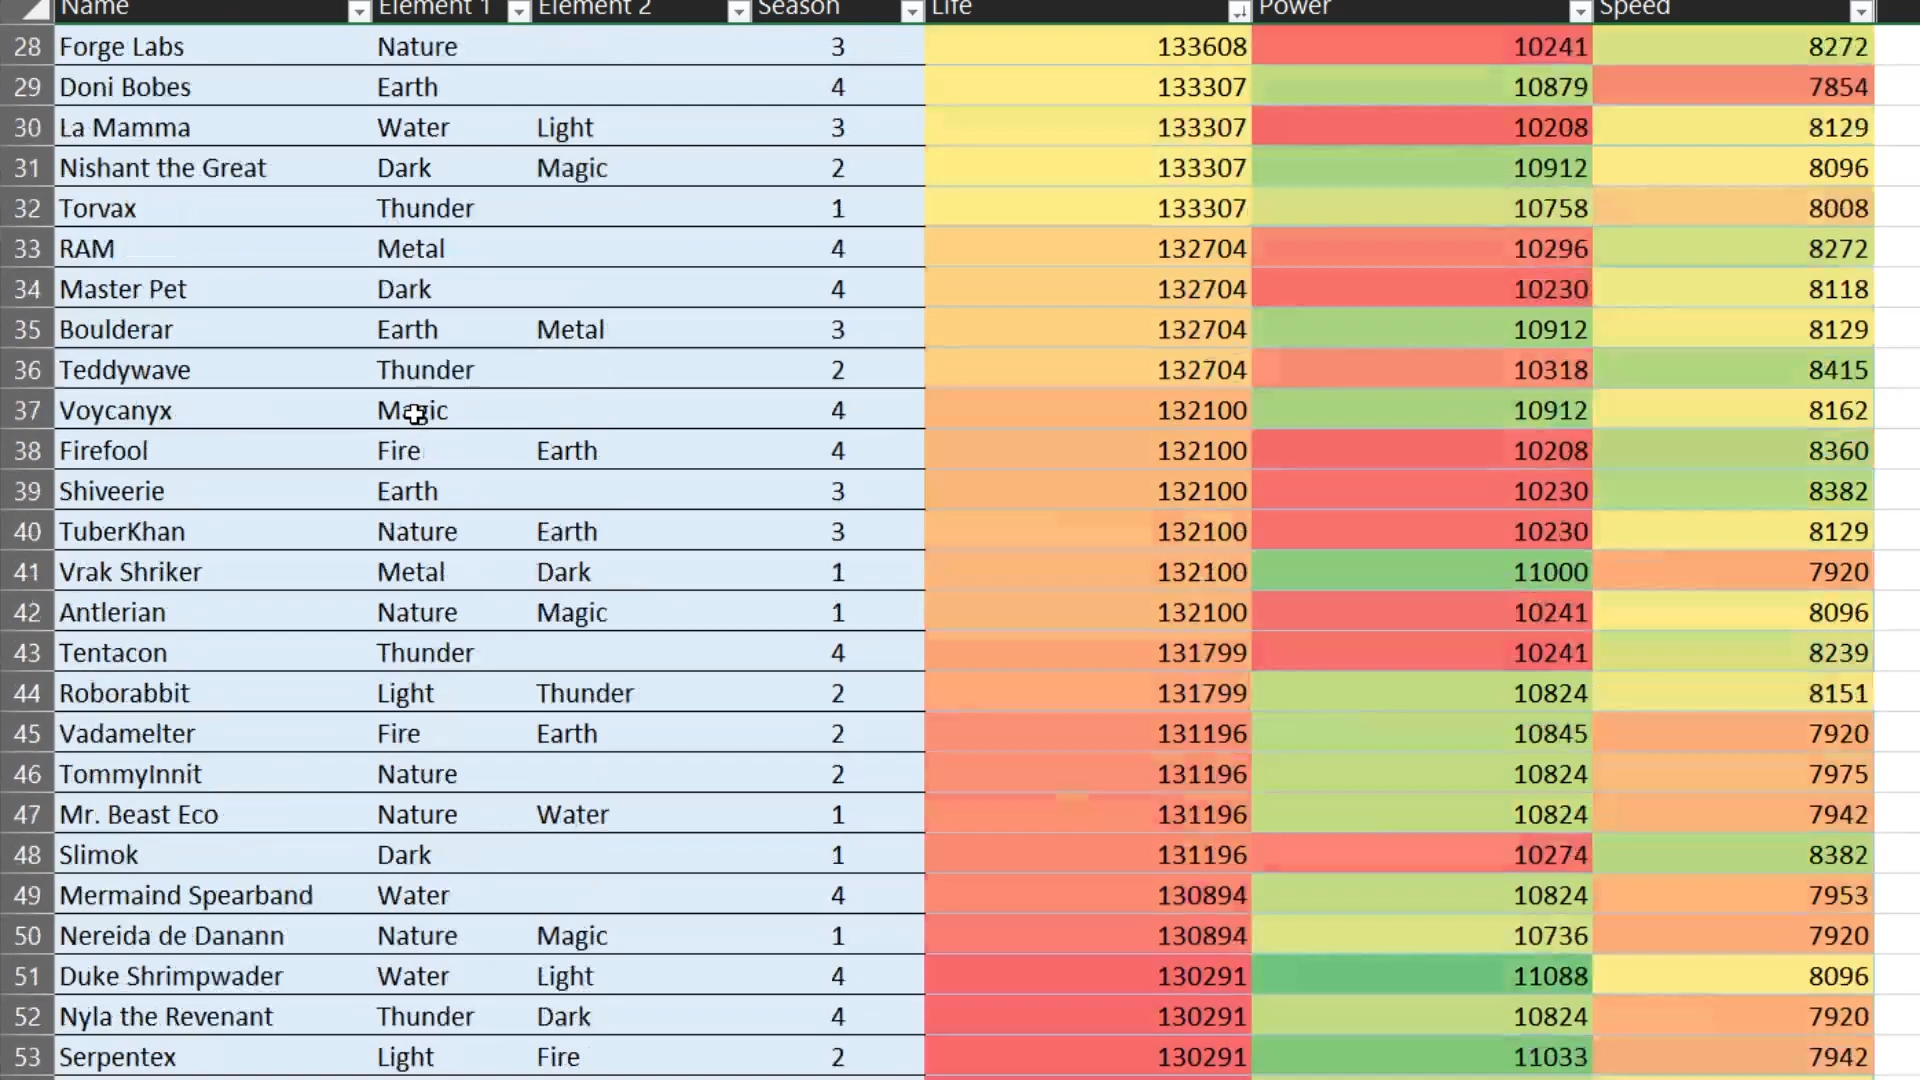 Name Element 1 Element 2 Season Life Power Speed
28 Forge Labs Nature 3 133608 10241 8272
29 Doni Bobes Earth 4 133307 10879 7854
30 La Mamma Water Light 3 133307 10208 8129
31 Nishant the Great Dark Magic 2 133307 10912 8096
32 Torvax Thunder 1 133307 10758 8008
33 RAM Metal 4 132704 10296 8272
34 Master Pet Dark 4 132704 10230 8118
35 Boulderar Earth Metal 3 132704 10912 8129
36 Teddywave Thunder 2 132704 10318 8415
37 Voycanyx Magic 4 132100 10912 8162
38 Firefool Fire Earth 4 132100 10208 8360
39 Shiveerie Earth 3 132100 10230 8382
40 TuberKhan Nature Earth 3 132100 10230 8129
41 Vrak Shriker Metal Dark 1 132100 11000 7920
42 Antlerian Nature Magic 1 132100 10241 8096
43 Tentacon Thunder 4 131799 10241 8239
44 Roborabbit Light Thunder 2 131799 10824 8151
45 Vadamelter Fire Earth 2 131196 10845 7920
46 TommyInnit Nature 2 131196 10824 7975
47 Mr. Beast Eco Nature Water 1 131196 10824 7942
48 Slimok Dark 1 131196 10274 8382
49 Mermaind Spearband Water 4 130894 10824 7953
50 Nereida de Danann Nature Magic 1 130894 10736 7920
51 Duke Shrimpwader Water Light 4 130291 11088 8096
52 Nyla the Revenant Thunder Dark 4 130291 10824 7920
53 Serpentex Light Fire 2 130291 11033 7942